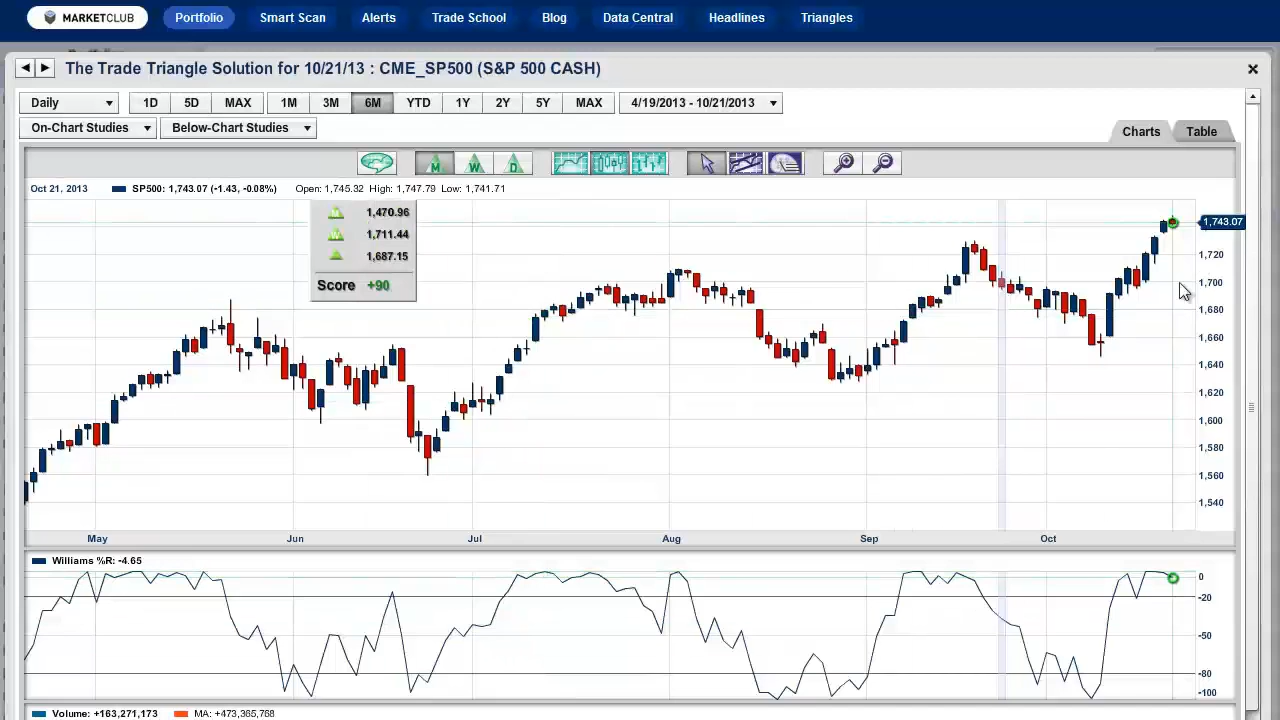 MARKETCLUB Portfolio Smart Scan Alerts Trade School Blog Data Central Headlines Triangles
The Trade Triangle Solution for 10/21/13 : CME_SP500 (S&P 500 CASH)
Daily 1D 5D MAX 1M 3M 6M YTD 1Y 2Y 5Y MAX 4/19/2013 - 10/21/2013
On-Chart Studies Below-Chart Studies Charts Table
M W D
Oct 21, 2013 SP500: 1,743.07 (-1.43, -0.08%) Open: 1,745.32 High: 1,747.79 Low: 1,741.71
1,470.96
1,711.44
1,687.15
Score +90
1,743.07
1,720
1,700
1,680
1,660
1,640
1,620
1,600
1,580
1,560
1,540
May Jun Jul Aug Sep Oct
Williams %R: -4.65
0
-20
-50
-80
-100
Volume: +163,271,173 MA: +473,365,768